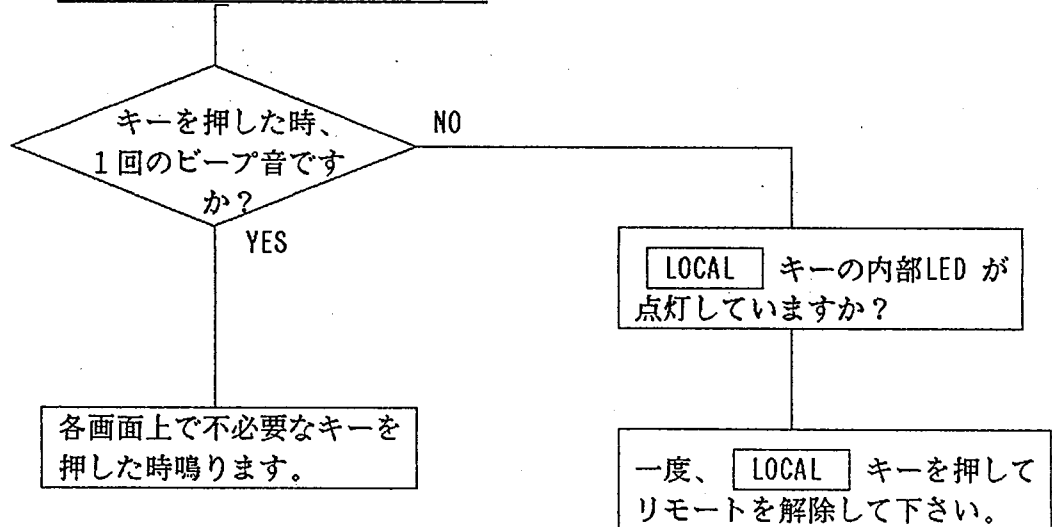 キーを押した時、
1回のビープ音です
か?
NO
YES
LOCAL キーの内部LED が
点灯していますか?
各画面上で不必要なキーを
押した時鳴ります。
一度、 LOCAL キーを押して
リモートを解除して下さい。